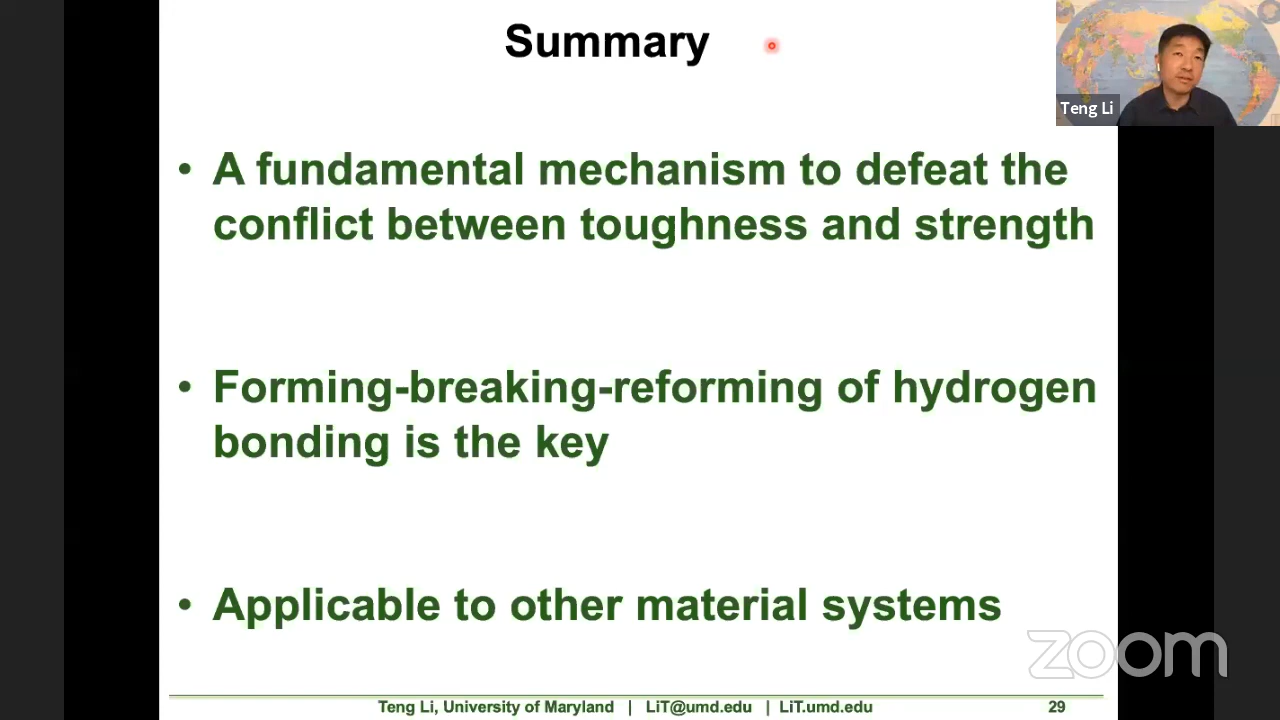 Summary
Teng Li
• A fundamental mechanism to defeat the
conflict between toughness and strength
• Forming-breaking-reforming of hydrogen
bonding is the key
• Applicable to other material systems
zoom
Teng Li, University of Maryland | LiT@umd.edu | LiT.umd.edu 29